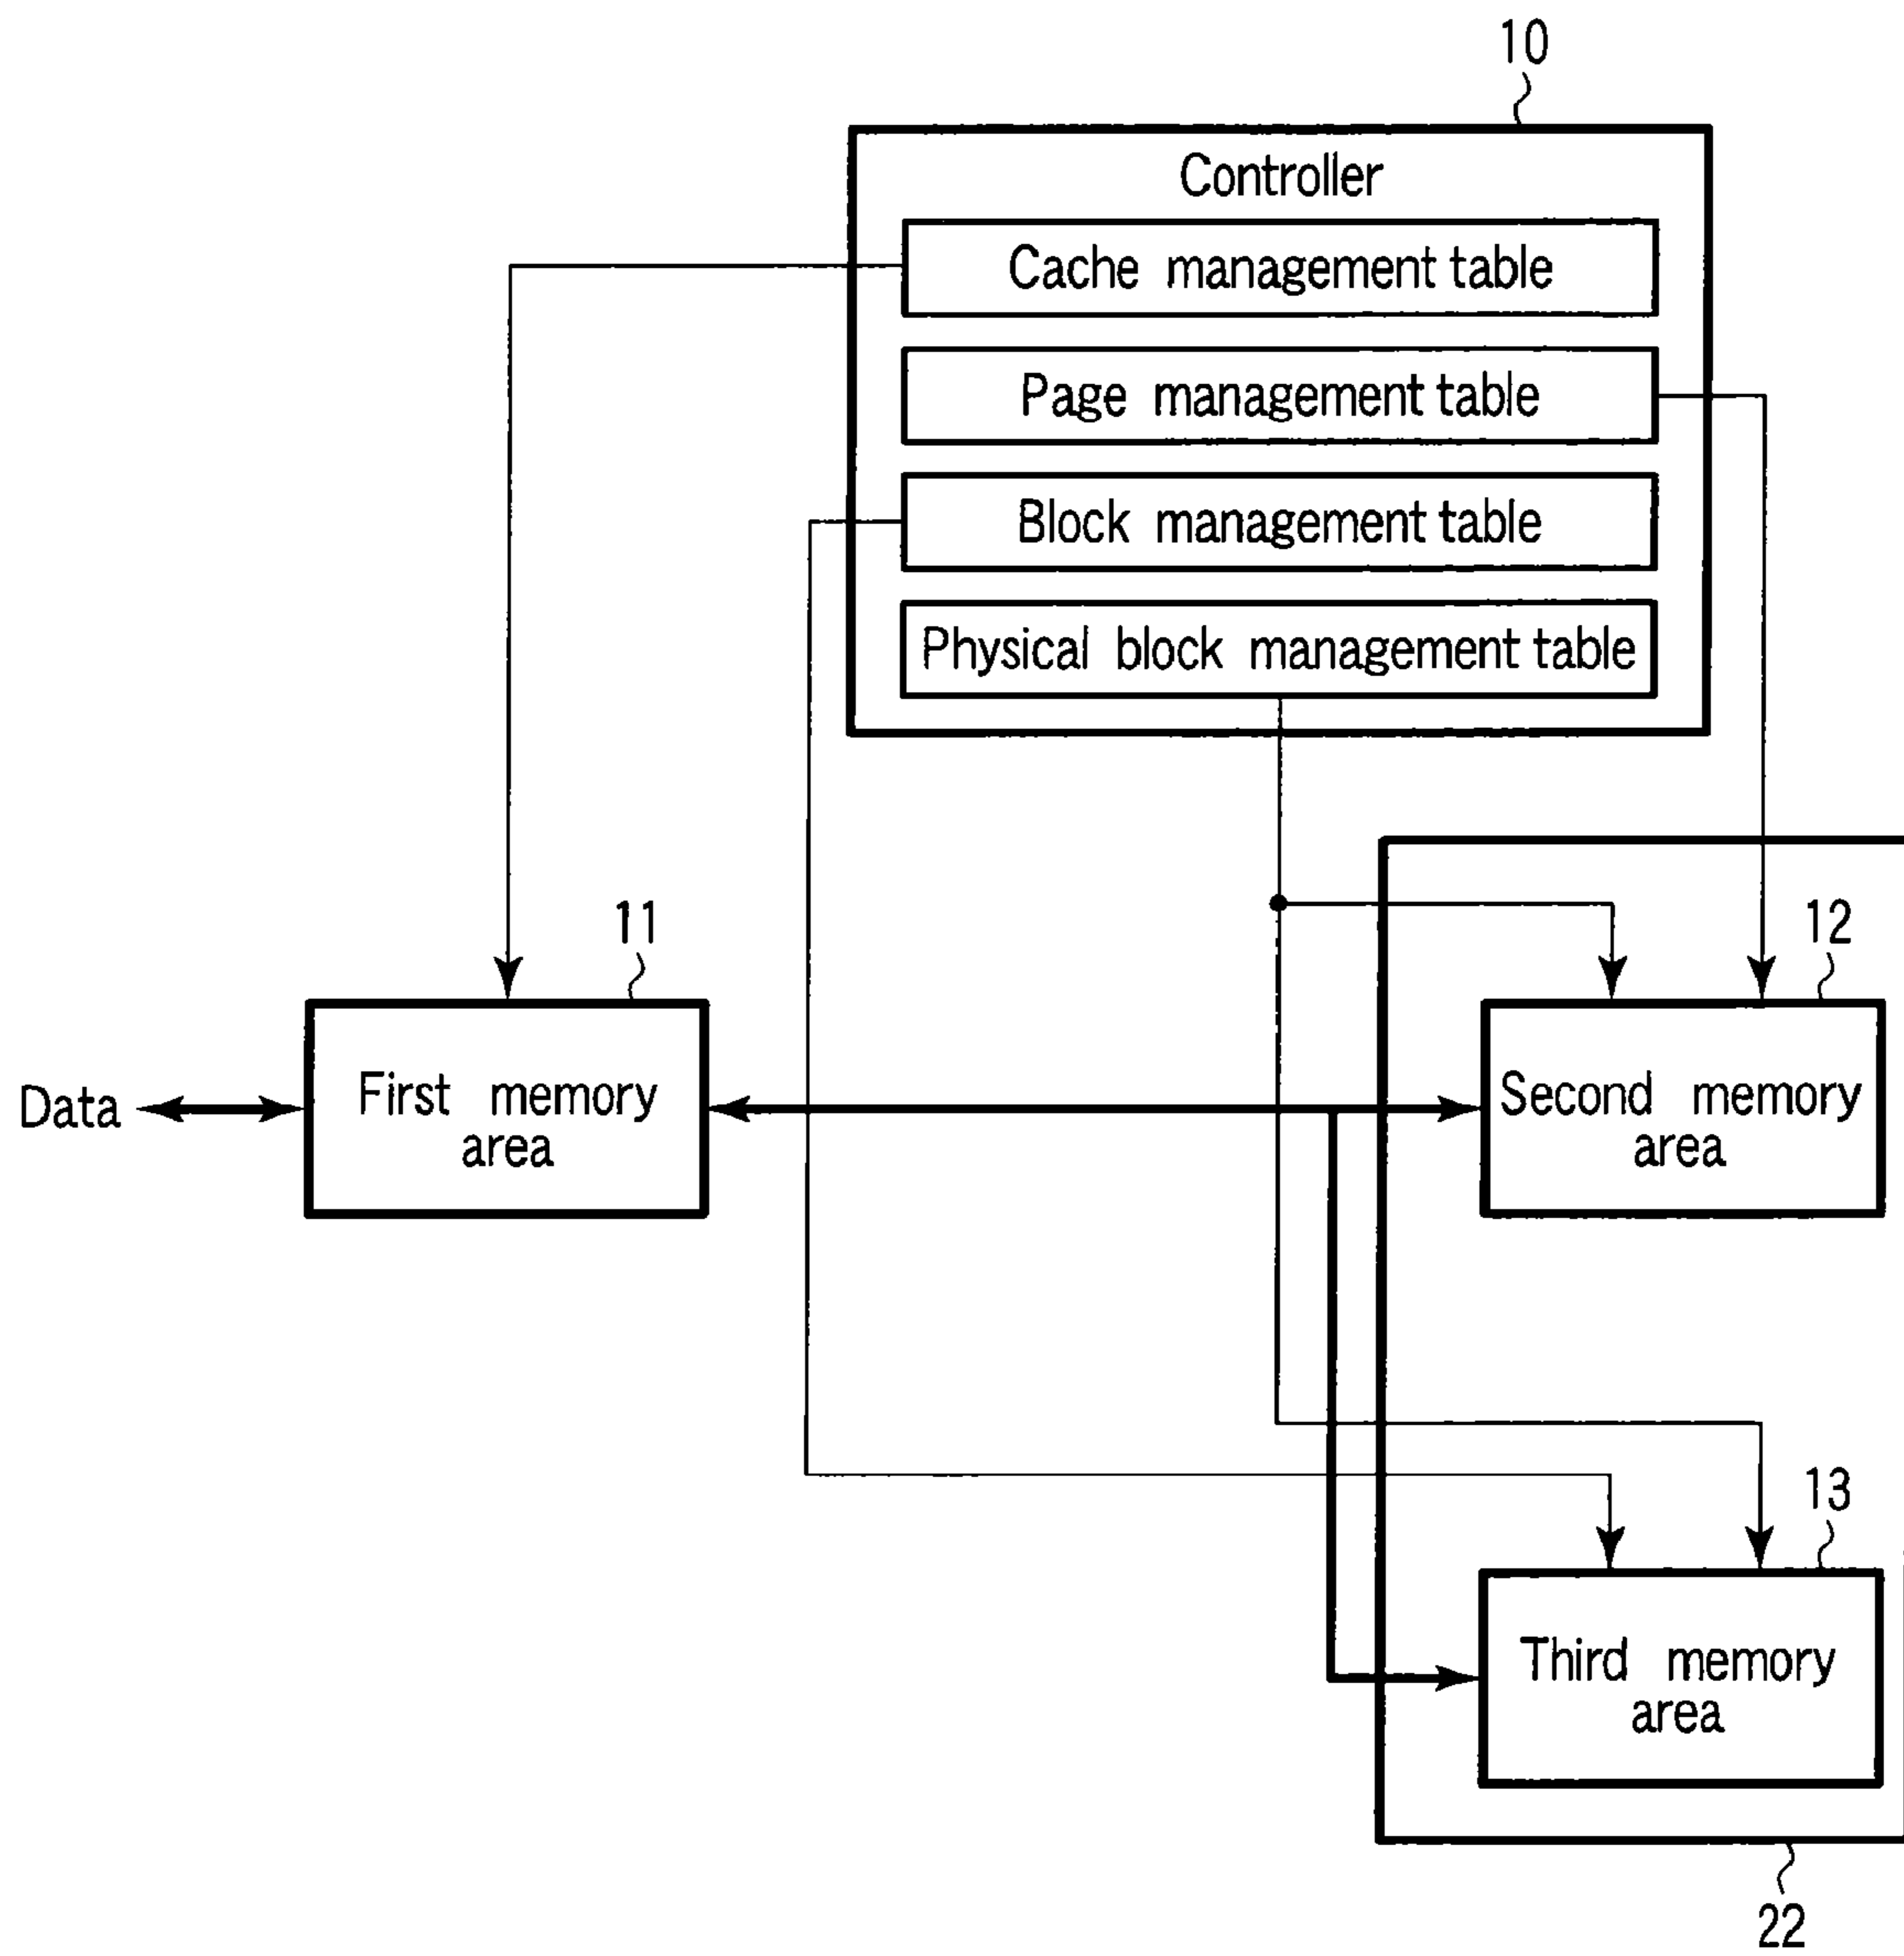 10
Controller
Cache management table
Page management table
Block management table
Physical block management table
11
12
Data
First memory
area
Second memory
area
13
Third memory
area
22